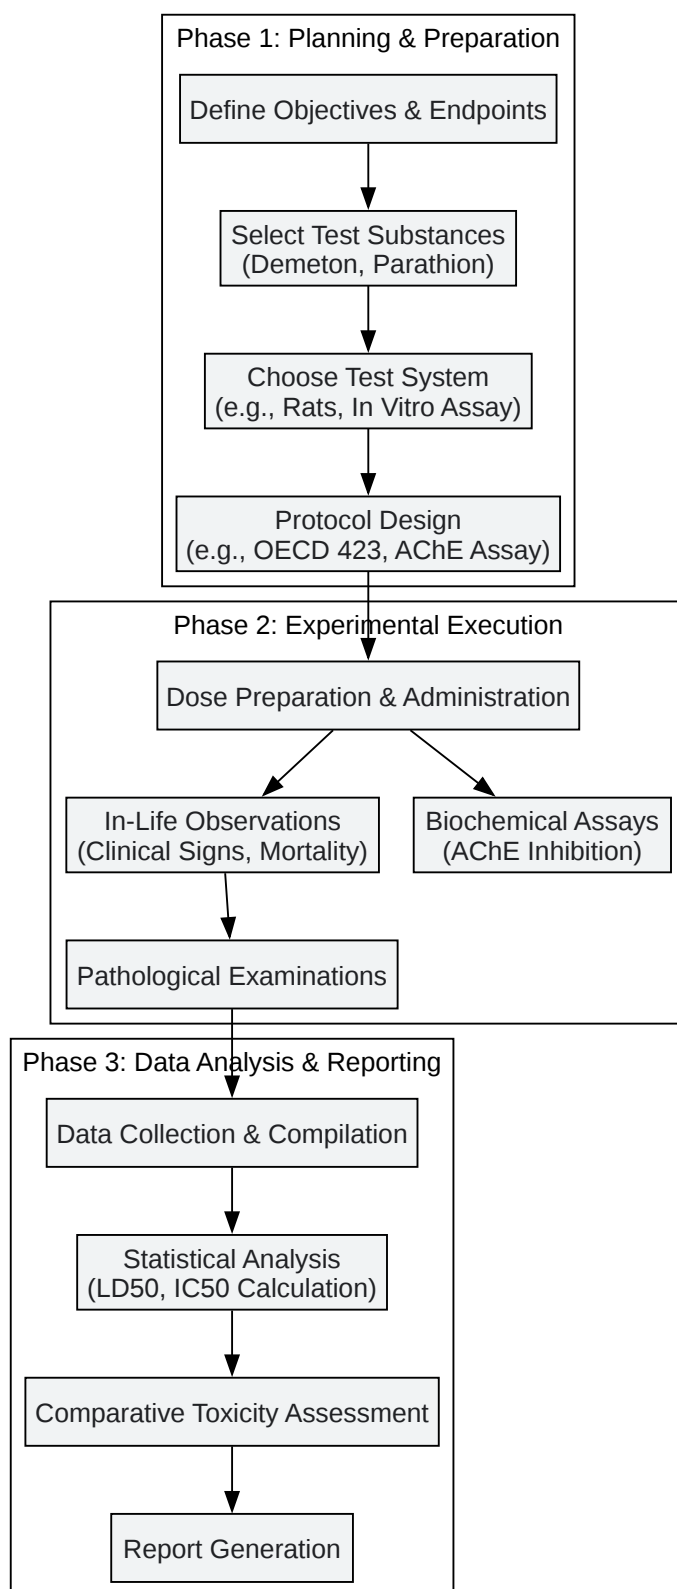 Phase 1: Planning & Preparation
Define Objectives & Endpoints
Select Test Substances
(Demeton, Parathion)
Choose Test System
(e.g., Rats, In Vitro Assay)
Protocol Design
(e.g., OECD 423, AChE Assay)
Phase 2: Experimental Execution
Dose Preparation & Administration
In-Life Observations
(Clinical Signs, Mortality)
Biochemical Assays
(AChE Inhibition)
Pathological Examinations
Phase 3: Data Analysis & Reporting
Data Collection & Compilation
Statistical Analysis
(LD50, IC50 Calculation)
Comparative Toxicity Assessment
Report Generation